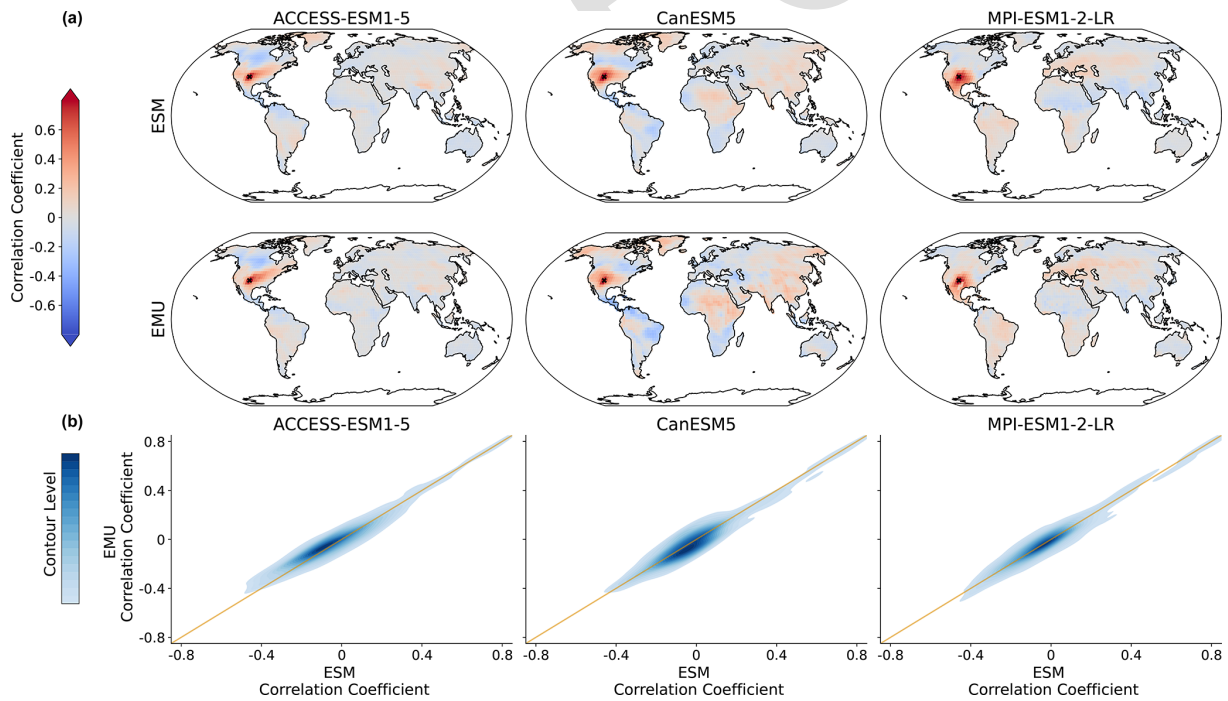 (a)
ACCESS-ESM1-5 CanESM5 MPI-ESM1-2-LR
ESM
Correlation Coefficient
0.6
0.4
0.2
0
-0.2
-0.4
-0.6
EMU
(b)
ACCESS-ESM1-5 CanESM5 MPI-ESM1-2-LR
Contour Level
EMU
Correlation Coefficient
0.8
0.4
0
-0.4
-0.8
-0.8 -0.4 0 0.4 0.8 -0.8 -0.4 0 0.4 0.8 -0.8 -0.4 0 0.4 0.8
ESM ESM ESM
Correlation Coefficient Correlation Coefficient Correlation Coefficient